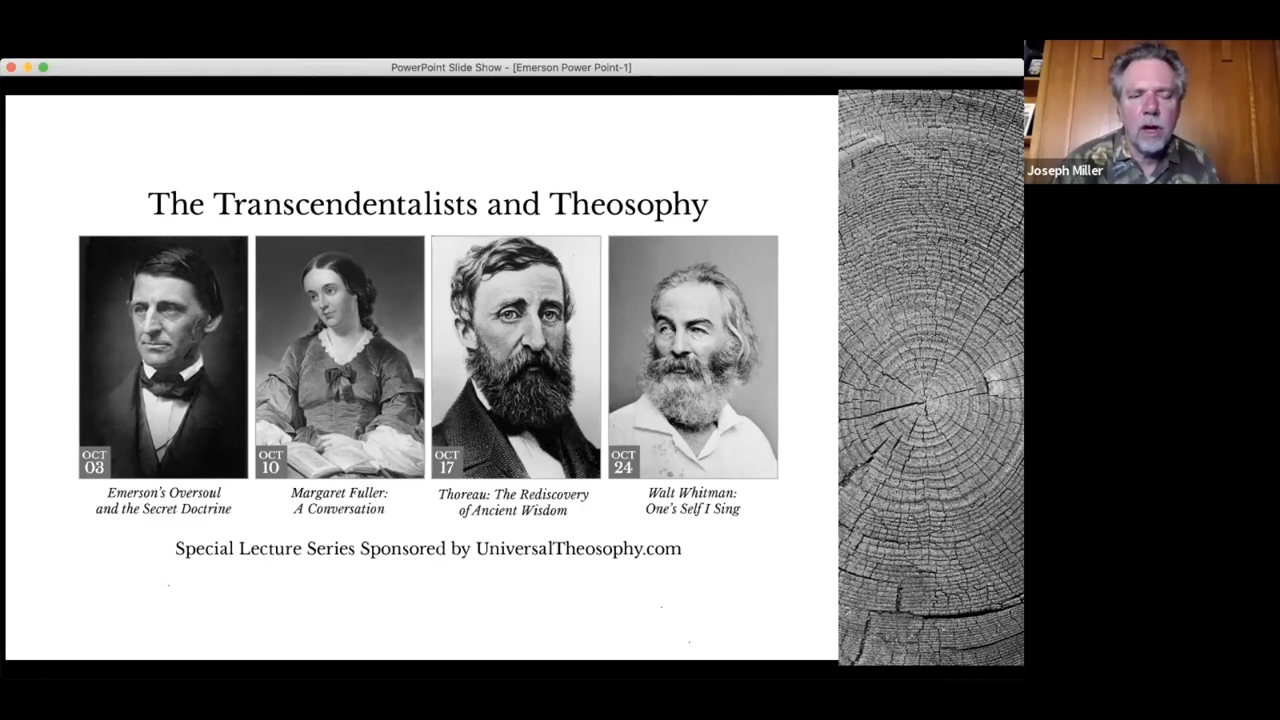 PowerPoint Slide Show - [Emerson Power Point-1]
Joseph Miller
The Transcendentalists and Theosophy
OCT
03
OCT
10
OCT
17
OCT
24
Emerson's Oversoul
and the Secret Doctrine
Margaret Fuller:
A Conversation
Thoreau: The Rediscovery
of Ancient Wisdom
Walt Whitman:
One's Self I Sing
Special Lecture Series Sponsored by UniversalTheosophy.com